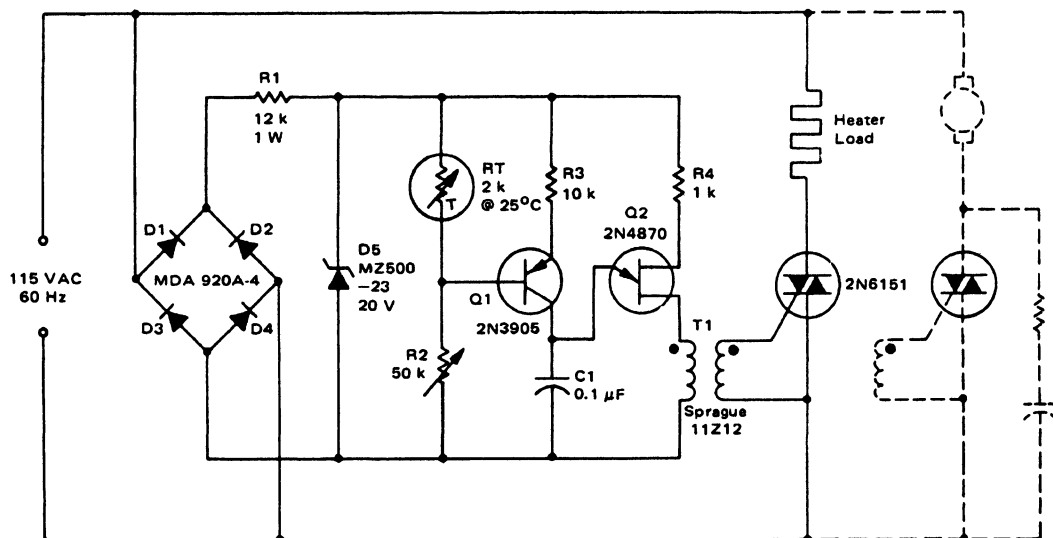 R1
12 k
1 W
Heater
Load
RT
2 k
@ 25°C
T
R3
10 k
R4
1 k
Q2
2N4870
D1
D2
115 VAC
60 Hz
MDA 920A-4
D5
MZ500
-23
20 V
Q1
2N3905
2N6151
D3
D4
R2
50 k
T1
C1
0.1 μF
Sprague
11Z12